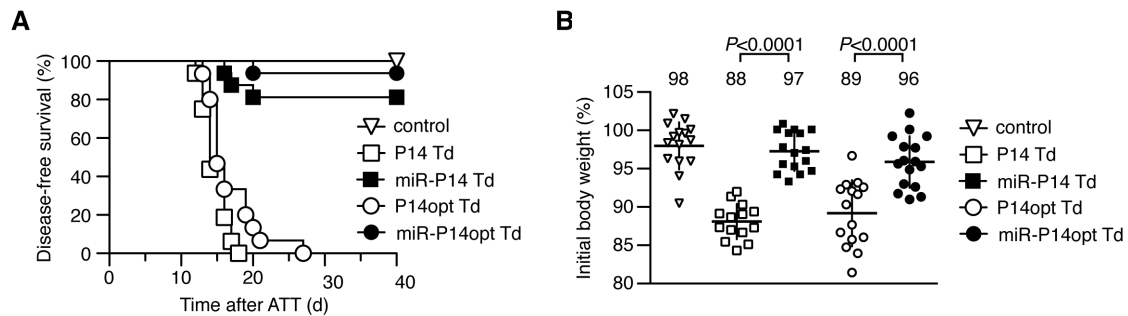 A
Disease-free survival (%)
100
80
60
40
20
0
0
10
20
30
40
Time after ATT (d)
control
P14 Td
miR-P14 Td
P14opt Td
miR-P14opt Td
B
P<0.0001
P<0.0001
98
88
97
89
96
Initial body weight (%)
105
100
95
90
85
80
control
P14 Td
miR-P14 Td
P14opt Td
miR-P14opt Td